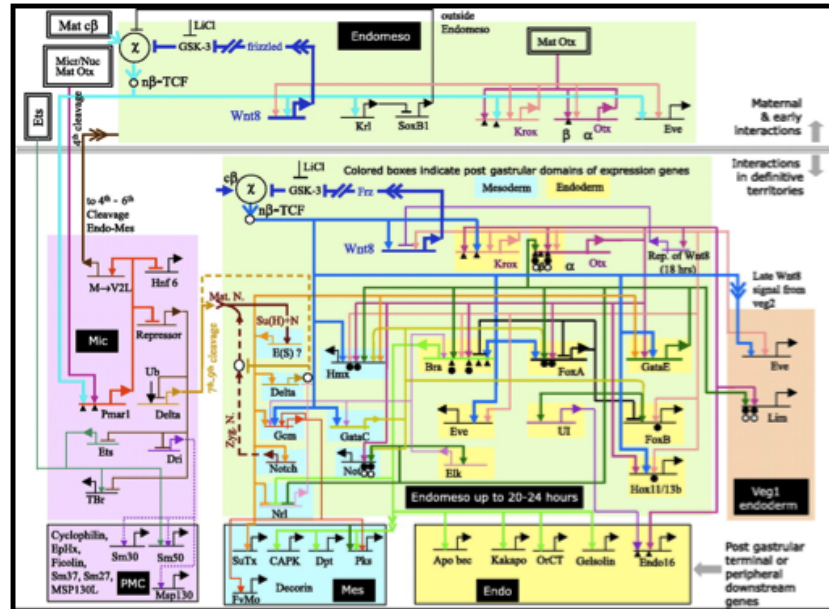 Mat cβ
Micr/Nuc
Mat Otx
Ets
χ
LiCl
GSK-3
frizzled
nβ-TCF
Endomeso
outside
Endomeso
Mat Otx
Wnt8
Krl
SoxB1
Krox
β
α
Otx
Eve
Maternal
& early
interactions
Interactions
in definitive
territories
4th cleavage
to 4th - 6th
Cleavage
Endo-Mes
cβ
χ
LiCl
GSK-3
Frz
nβ-TCF
Colored boxes indicate post gastrular domains of expression genes
Mesoderm
Endoderm
Wnt8
Krox
α
Otx
Rep. of Wnt8
(18 hrs)
Late Wnt8
signal from
veg2
M→V2L
Hnf 6
Repressor
Mic
Ub
Pmar1
Delta
Ets
Dri
TBr
7th-9th cleavage
Mat. N.
Su(H)+N
E(S) ?
Delta
Zyg. N.
Gcm
GataC
Notch
Not
Nrl
Hmx
Bra
FoxA
GataE
Eve
UI
FoxB
Elk
Hox11/13b
Eve
Lim
Veg1
endoderm
Endomeso up to 20-24 hours
Cyclophilin,
EpHx,
Ficolin,
Sm37, Sm27,
MSP130L
PMC
Sm30
Sm50
Msp130
SuTx
CAPK
Dpt
Pks
FvMo
Decorin
Mes
Apo bec
Kakapo
OrCT
Gelsolin
Endo16
Endo
Post gastrular
terminal or
peripheral
downstream
genes